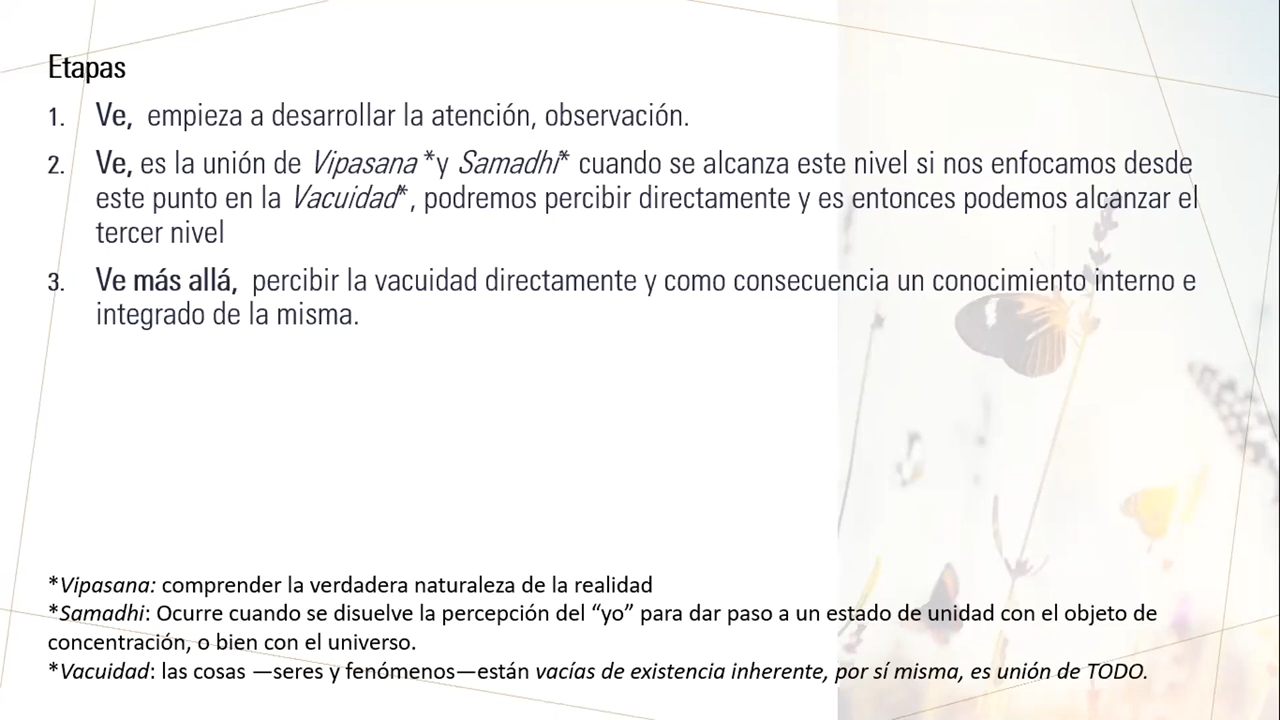 Etapas
1. Ve, empieza a desarrollar la atención, observación.
2. Ve, es la unión de Vipasana *y Samadhi* cuando se alcanza este nivel si nos enfocamos desde
este punto en la Vacuidad*, podremos percibir directamente y es entonces podemos alcanzar el
tercer nivel
3. Ve más allá, percibir la vacuidad directamente y como consecuencia un conocimiento interno e
integrado de la misma.
*Vipasana: comprender la verdadera naturaleza de la realidad
*Samadhi: Ocurre cuando se disuelve la percepción del “yo” para dar paso a un estado de unidad con el objeto de
concentración, o bien con el universo.
*Vacuidad: las cosas —seres y fenómenos—están vacías de existencia inherente, por sí misma, es unión de TODO.